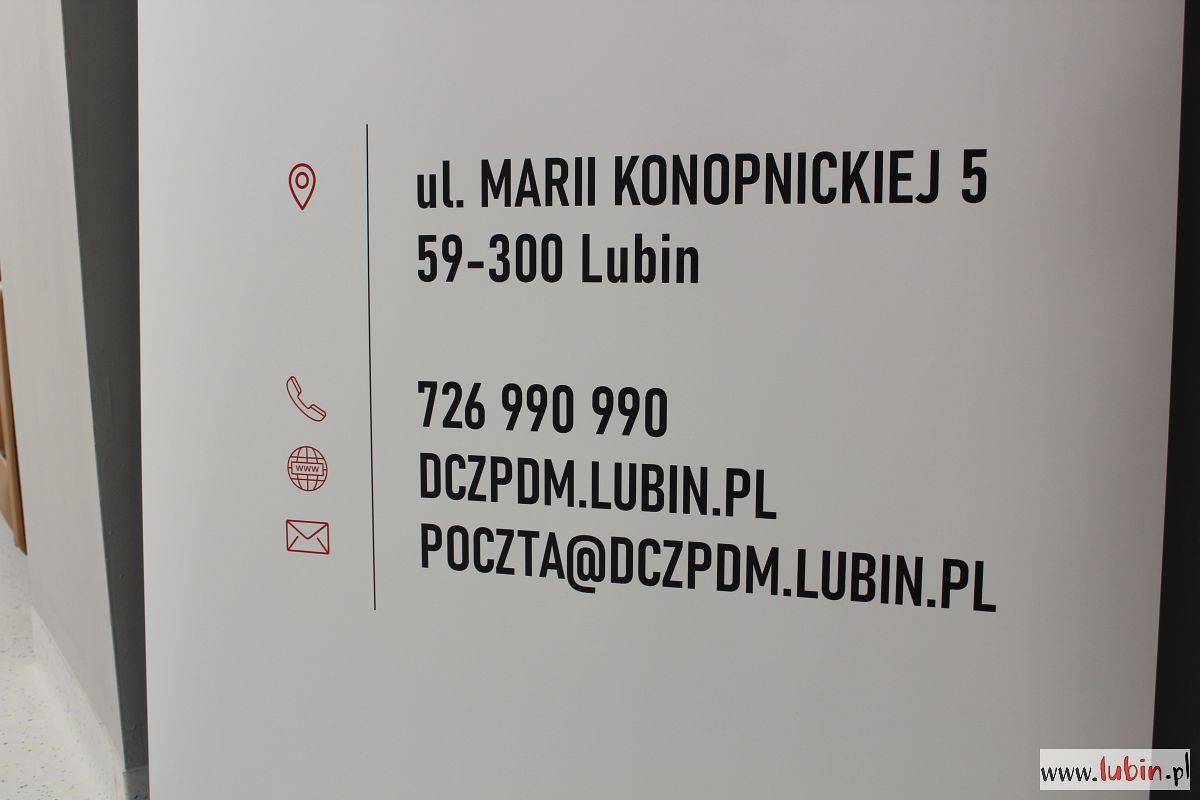 ul. MARII KONOPNICKIEJ 5
59-300 Lubin
726 990 990
www
DCZPDM.LUBIN.PL
POCZTA@DCZPDM.LUBIN.PL
www.lubin.pl